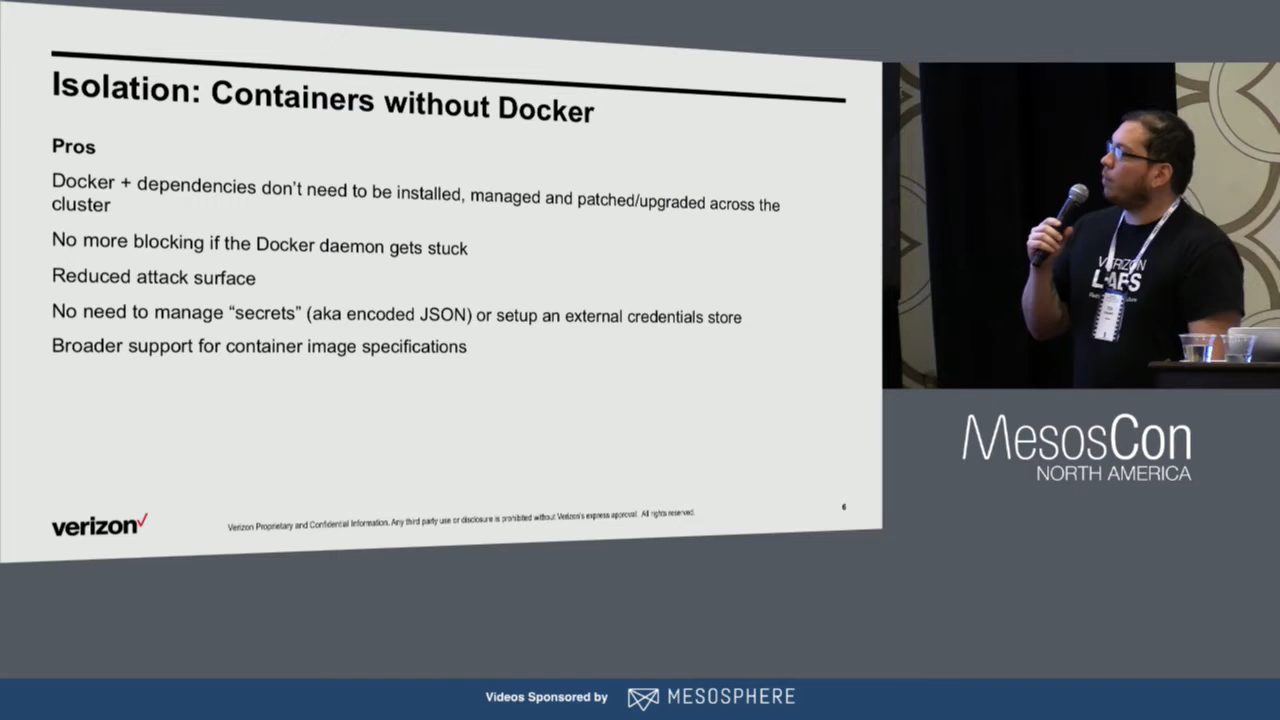 Isolation: Containers without Docker
Pros
Docker + dependencies don't need to be installed, managed and patched/upgraded across the
cluster
No more blocking if the Docker daemon gets stuck
Reduced attack surface
No need to manage “secrets” (aka encoded JSON) or setup an external credentials store
Broader support for container image specifications
verizon
Verizon Proprietary and Confidential Information. Any third party use or disclosure is prohibited without Verizon's express approval. All rights reserved.
6
VERIZON
LABS
MesosCon
NORTH AMERICA
Videos Sponsored by
MESOSPHERE